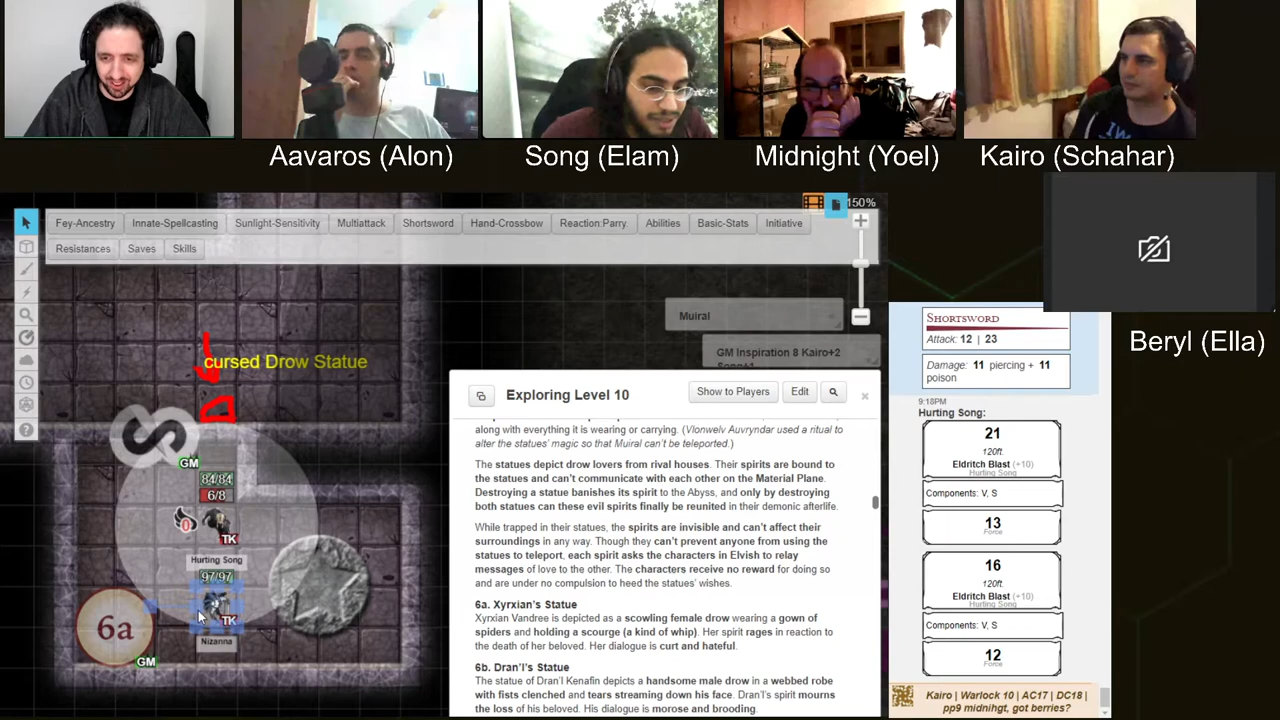 Aavaros (Alon)
Song (Elam)
Midnight (Yoel)
Kairo (Schahar)
Beryl (Ella)
150%
Fey-Ancestry
Innate-Spellcasting
Sunlight-Sensitivity
Multiattack
Shortsword
Hand-Crossbow
Reaction:Parry.
Abilities
Basic-Stats
Initiative
Resistances
Saves
Skills
Muiral
GM Inspiration 8 Kairo+2
cursed Drow Statue
GM
84/84
6/8
0
TK
Hurting Song
97/97
TK
Nizanna
6a
GM
Exploring Level 10
Show to Players
Edit
along with everything it is wearing or carrying. (Vlonwelv Auvryndar used a ritual to
alter the statues' magic so that Muiral can't be teleported.)
The statues depict drow lovers from rival houses. Their spirits are bound to
the statues and can't communicate with each other on the Material Plane.
Destroying a statue banishes its spirit to the Abyss, and only by destroying
both statues can these evil spirits finally be reunited in their demonic afterlife.
While trapped in their statues, the spirits are invisible and can't affect their
surroundings in any way. Though they can't prevent anyone from using the
statues to teleport, each spirit asks the characters in Elvish to relay
messages of love to the other. The characters receive no reward for doing so
and are under no compulsion to heed the statues' wishes.
6a. Xyrxian's Statue
Xyrxian Vandree is depicted as a scowling female drow wearing a gown of
spiders and holding a scourge (a kind of whip). Her spirit rages in reaction to
the death of her beloved. Her dialogue is curt and hateful.
6b. Dran'l's Statue
The statue of Dran'l Kenafin depicts a handsome male drow in a webbed robe
with fists clenched and tears streaming down his face. Dran'l's spirit mourns
the loss of his beloved. His dialogue is morose and brooding.
Shortsword
Attack: 12 | 23
Damage: 11 piercing + 11
poison
9:18PM
Hurting Song:
21
120ft.
Eldritch Blast (+10)
Hurting Song
Components: V, S
13
Force
16
120ft.
Eldritch Blast (+10)
Hurting Song
Components: V, S
12
Force
Kairo | Warlock 10 | AC17 | DC18 |
pp9 midnihgt, got berries?